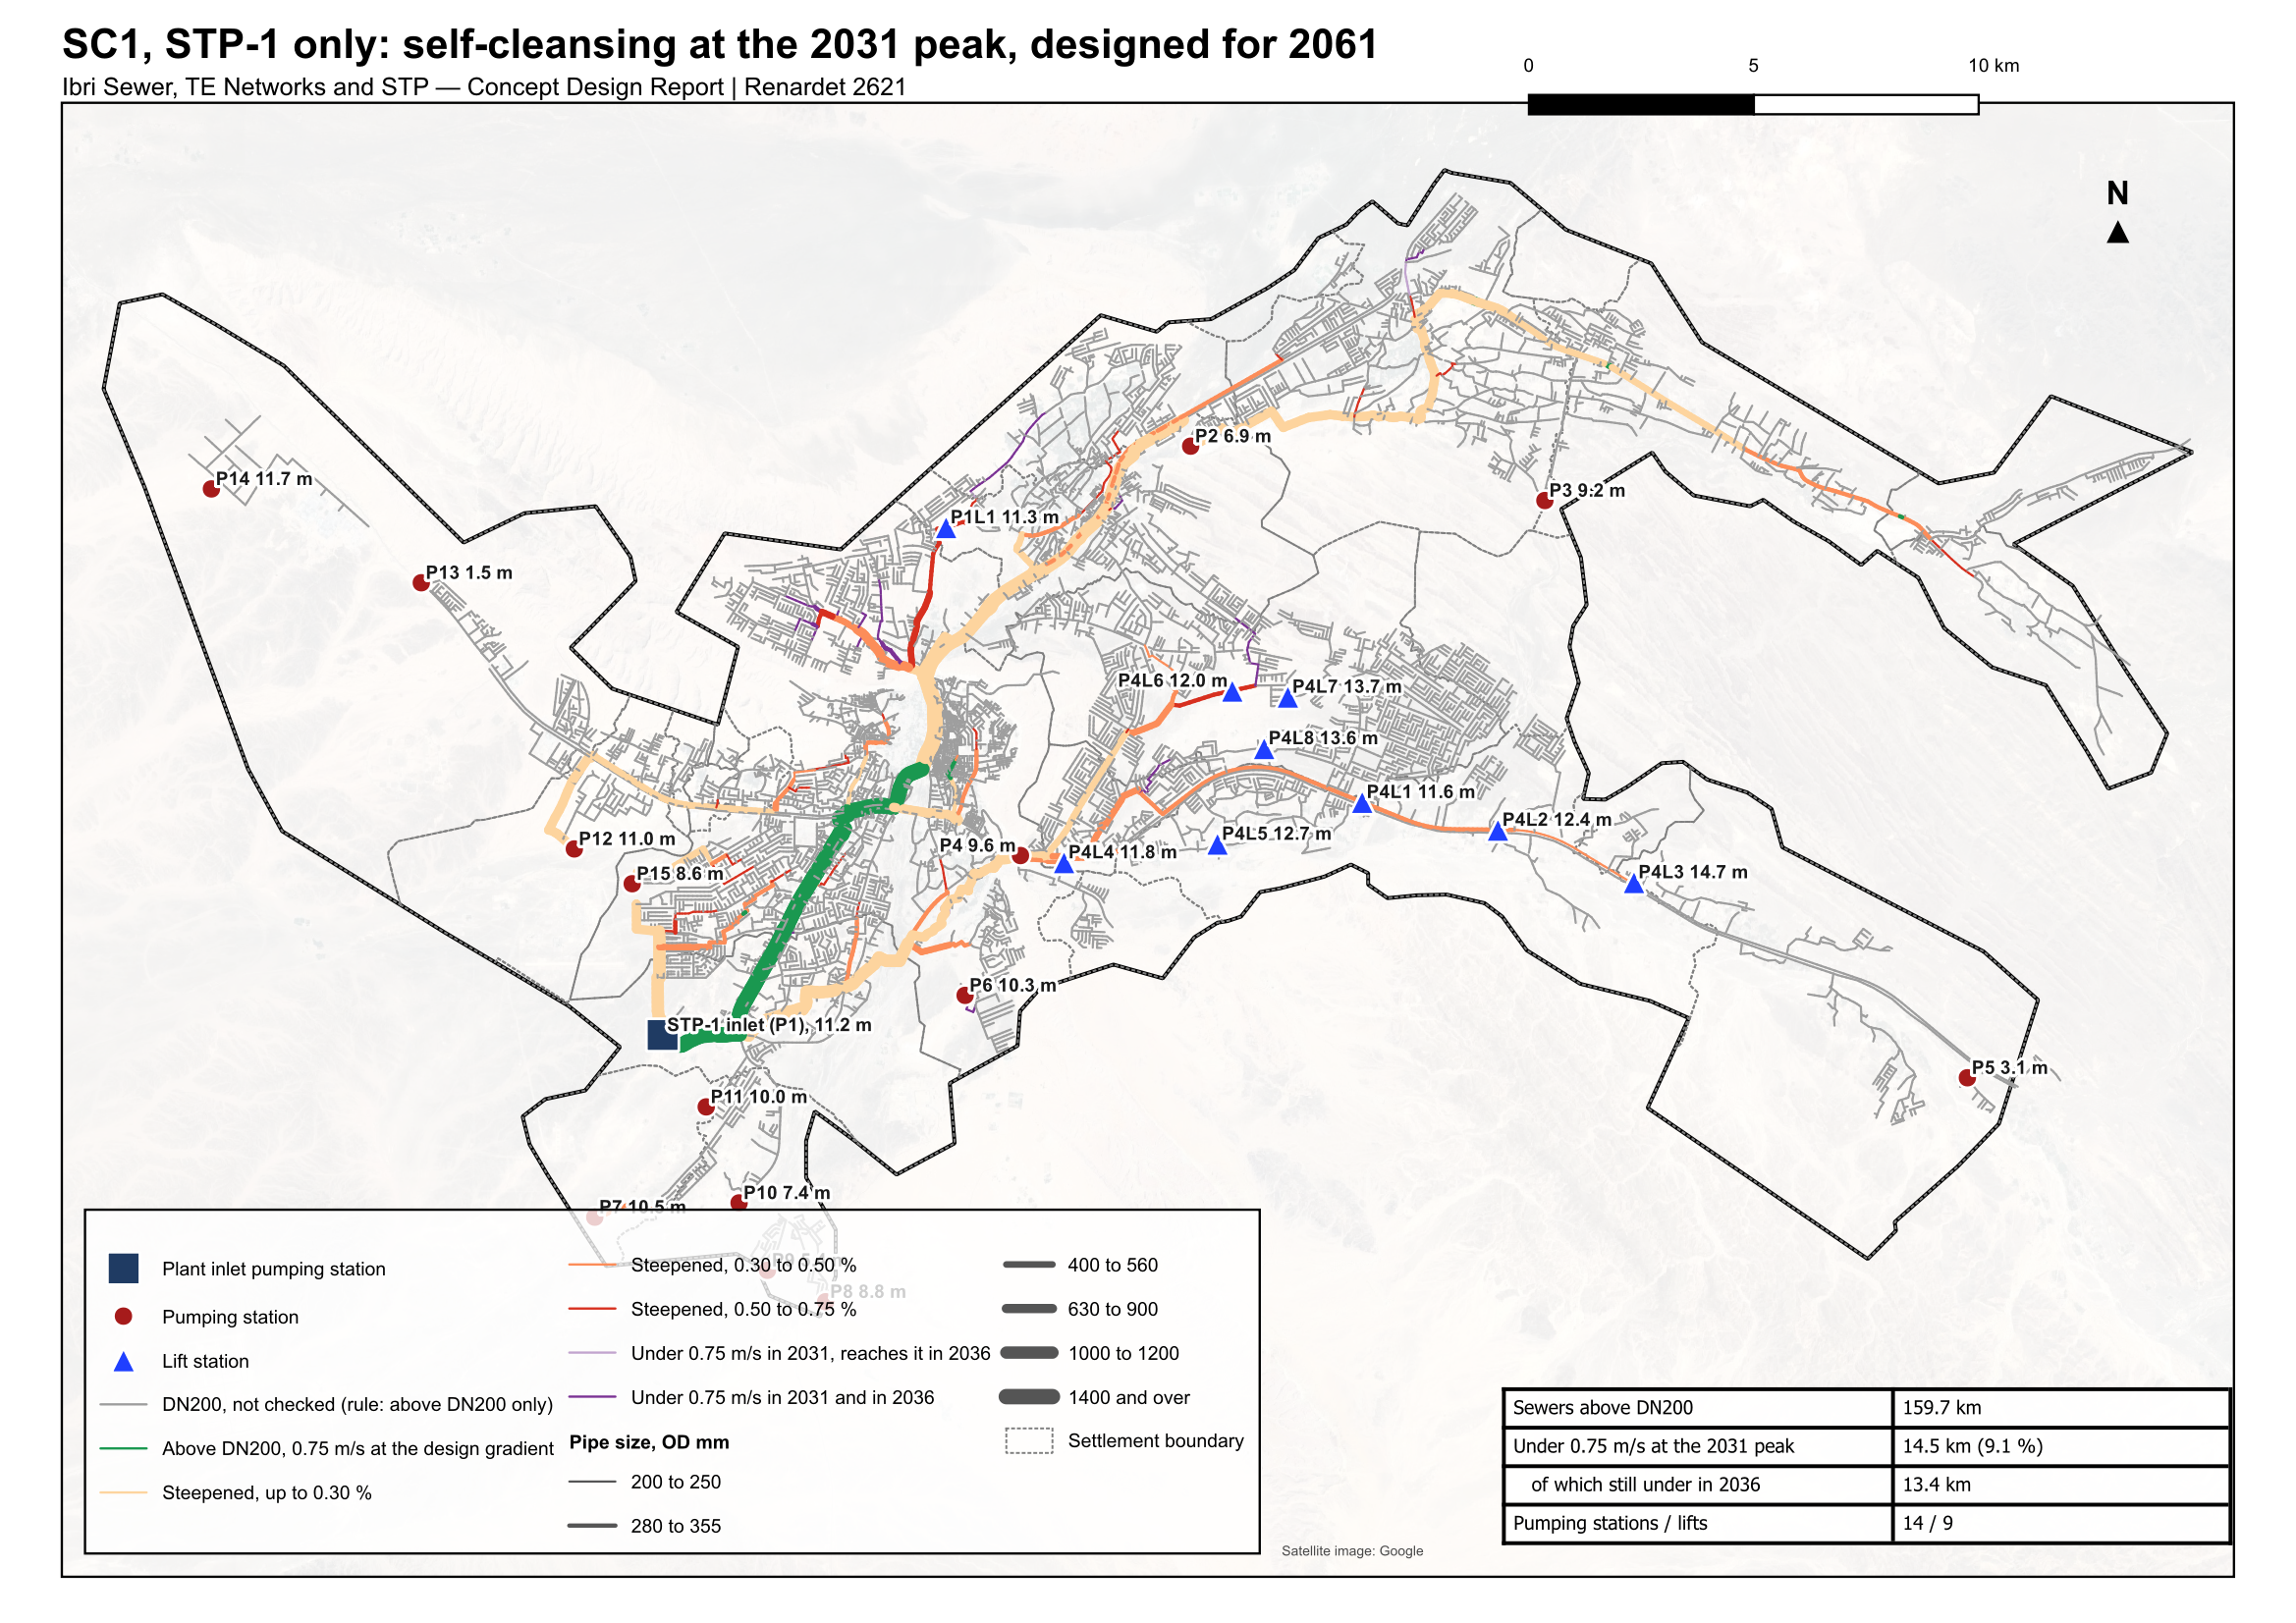 SC1, STP-1 only: self-cleansing at the 2031 peak, designed for 2061
Ibri Sewer, TE Networks and STP — Concept Design Report | Renardet 2621
0 5 10 km
N
P2 6.9 m
P14 11.7 m
P3 9.2 m
P1L1 11.3 m
P13 1.5 m
P4L6 12.0 m
P4L7 13.7 m
P4L8 13.6 m
P4L1 11.6 m
P4L2 12.4 m
P12 11.0 m
P4L5 12.7 m
P4 9.6 m
P4L4 11.8 m
P15 8.6 m
P4L3 14.7 m
P6 10.3 m
STP-1 inlet (P1), 11.2 m
P5 3.1 m
P11 10.0 m
P10 7.4 m
P7 10.5 m
P8 8.8 m
Plant inlet pumping station
Pumping station
Lift station
DN200, not checked (rule: above DN200 only)
Above DN200, 0.75 m/s at the design gradient
Steepened, up to 0.30 %
Steepened, 0.30 to 0.50 %
Steepened, 0.50 to 0.75 %
Under 0.75 m/s in 2031, reaches it in 2036
Under 0.75 m/s in 2031 and in 2036
Pipe size, OD mm
200 to 250
280 to 355
400 to 560
630 to 900
1000 to 1200
1400 and over
Settlement boundary
Sewers above DN200 159.7 km
Under 0.75 m/s at the 2031 peak 14.5 km (9.1 %)
of which still under in 2036 13.4 km
Pumping stations / lifts 14 / 9
Satellite image: Google